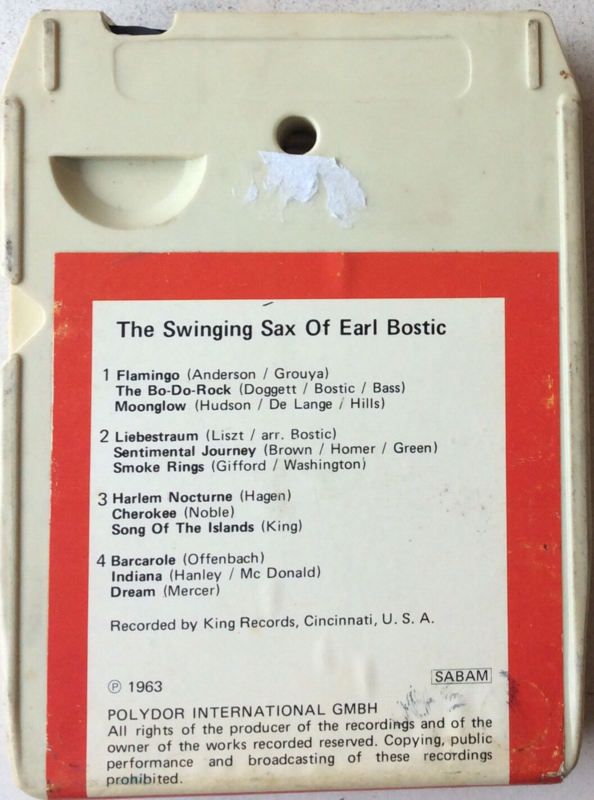 The Swinging Sax Of Earl Bostic
1 Flamingo (Anderson / Grouya)
The Bo-Do-Rock (Doggett / Bostic / Bass)
Moonglow (Hudson / De Lange / Hills)
2 Liebestraum (Liszt / arr. Bostic)
Sentimental Journey (Brown / Homer / Green)
Smoke Rings (Gifford / Washington)
3 Harlem Nocturne (Hagen)
Cherokee (Noble)
Song Of The Islands (King)
4 Barcarole (Offenbach)
Indiana (Hanley / Mc Donald)
Dream (Mercer)
Recorded by King Records, Cincinnati, U. S. A.
SABAM
℗ 1963
POLYDOR INTERNATIONAL GMBH
All rights of the producer of the recordings and of the
owner of the works recorded reserved. Copying, public
performance and broadcasting of these recordings
prohibited.